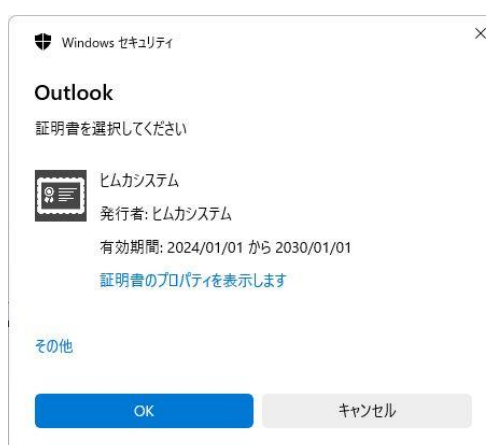 Windows セキュリティ
Outlook
証明書を選択してください
ヒムカシステム
発行者: ヒムカシステム
有効期間: 2024/01/01 から 2030/01/01
証明書のプロパティを表示します
その他
OK
キャンセル